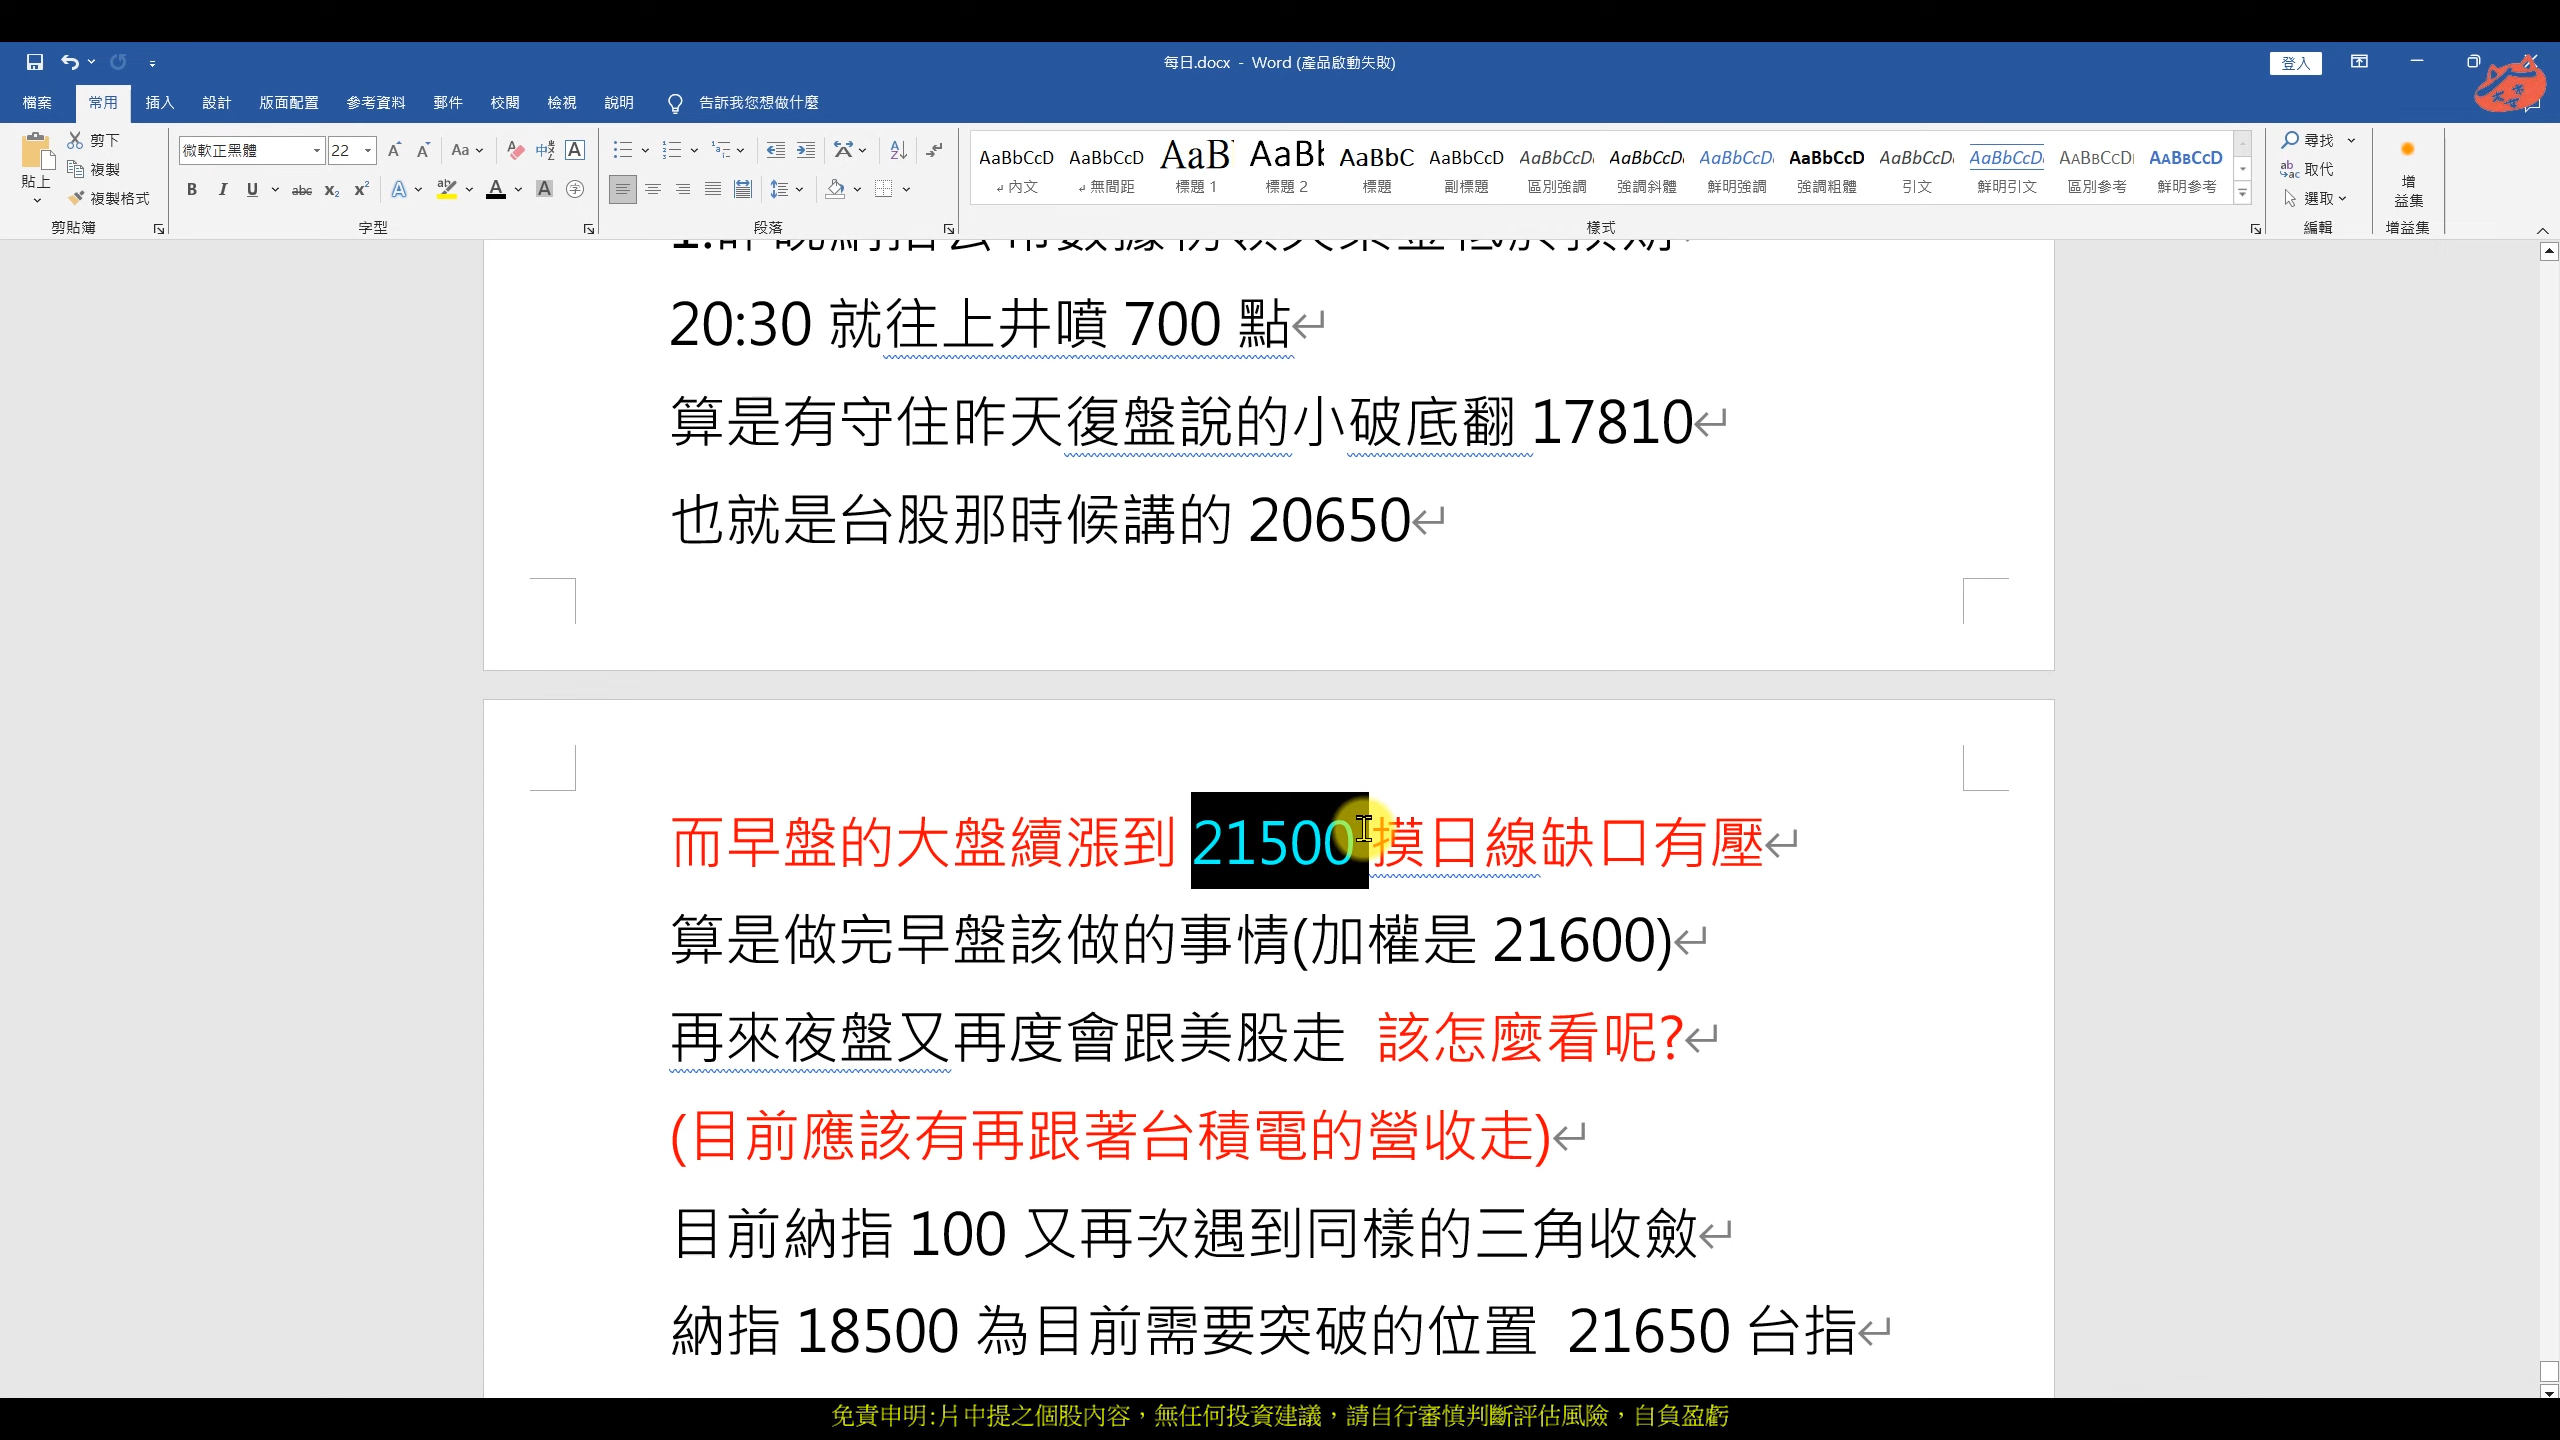 每日.docx - Word (產品啟動失敗)
登入
檔案 常用 插入 設計 版面配置 參考資料 郵件 校閱 檢視 說明 告訴我您想做什麼
貼上
剪下
複製
複製格式
剪貼簿
微軟正黑體 22
字型
段落
AaBbCcD AaBbCcD AaB AaBb AaBbC AaBbCcD AaBbCcD AaBbCcD AaBbCcD AaBbCcD AaBbCcD AaBbCcD AaBbCcD AaBbCcD
內文 無間距 標題 1 標題 2 標題 副標題 區別強調 強調斜體 鮮明強調 強調粗體 引文 鮮明引文 區別參考 鮮明參考
樣式
尋找
取代
選取
編輯
增
益集
增益集
20:30 就往上井噴 700 點
算是有守住昨天復盤說的小破底翻 17810
也就是台股那時候講的 20650
而早盤的大盤續漲到 21500 摸日線缺口有壓
算是做完早盤該做的事情(加權是 21600)
再來夜盤又再度會跟美股走 該怎麼看呢?
(目前應該有再跟著台積電的營收走)
目前納指 100 又再次遇到同樣的三角收斂
納指 18500 為目前需要突破的位置 21650 台指
免責申明:片中提之個股內容，無任何投資建議，請自行審慎判斷評估風險，自負盈虧